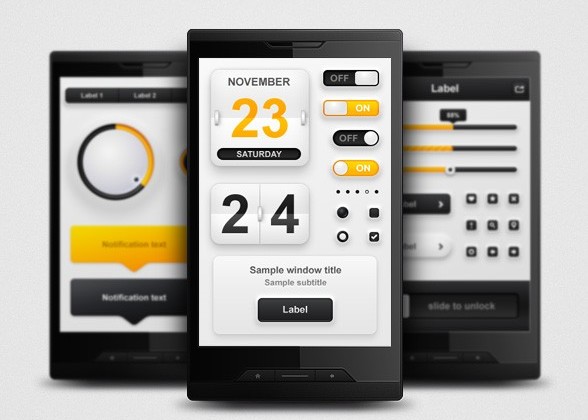 Label 1
Label 2
Notification text
Notification text
NOVEMBER
23
SATURDAY
2 4
OFF
ON
OFF
ON
Sample window title
Sample subtitle
Label
Label
68%
slide to unlock